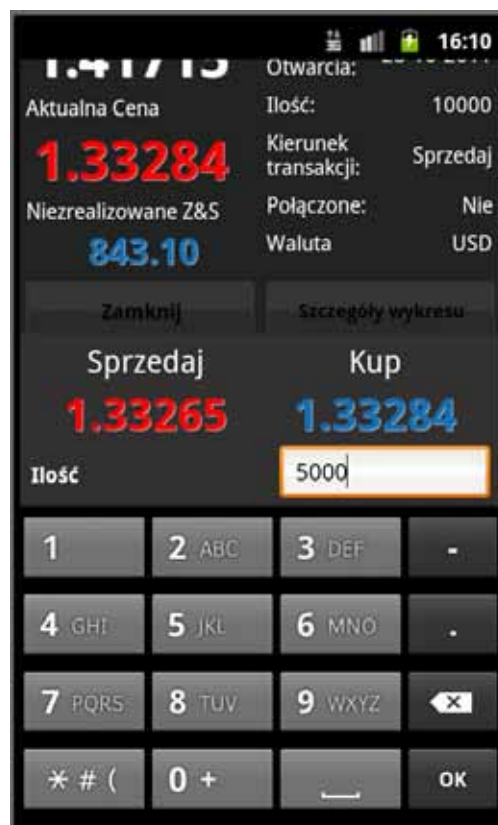 16:10
1.41715
Otwarcia:
Aktualna Cena
Ilość: 10000
1.33284
Kierunek transakcji: Sprzedaj
Niezrealizowane Z&S
Połączone: Nie
843.10
Waluta USD
Zamknij Szczegóły wykresu
Sprzedaj Kup
1.33265 1.33284
Ilość 5000
1 2 ABC 3 DEF -
4 GHI 5 JKL 6 MNO .
7 PQRS 8 TUV 9 WXYZ
* # ( 0 + OK